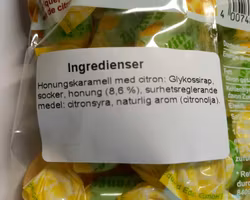 Ingredienser
Honungskaramell med citron: Glykossirap,
socker, honung (8,6 %), surhetsreglerande
medel: citronsyra, naturlig arom (citronolja).